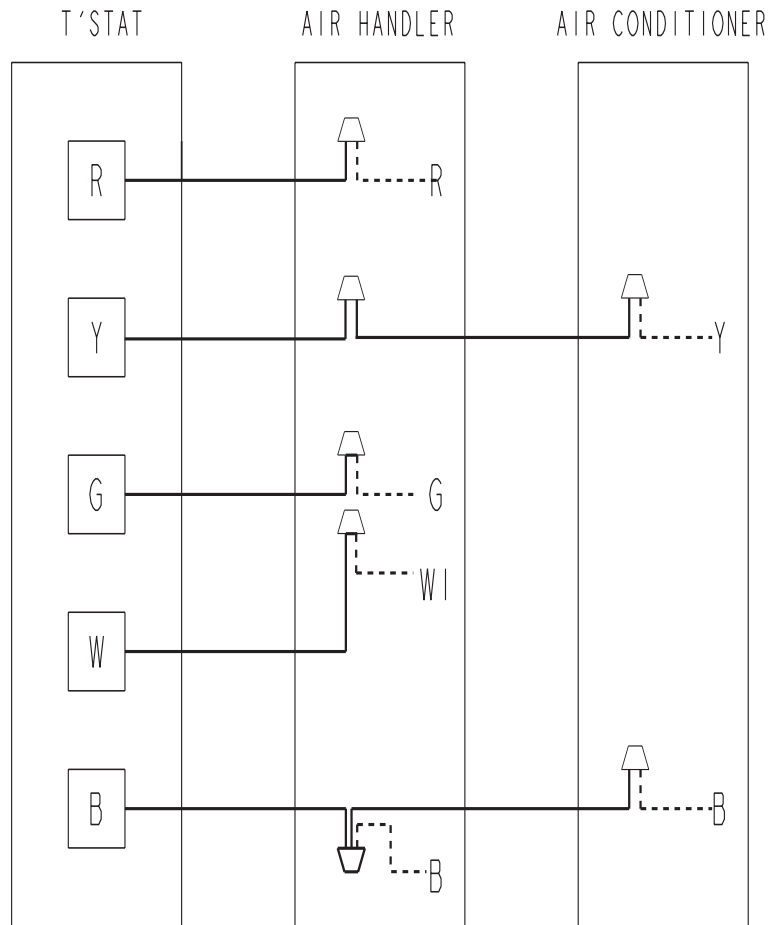 T'STAT AIR HANDLER AIR CONDITIONER
R R
Y Y
G G
W1
W
B B
B